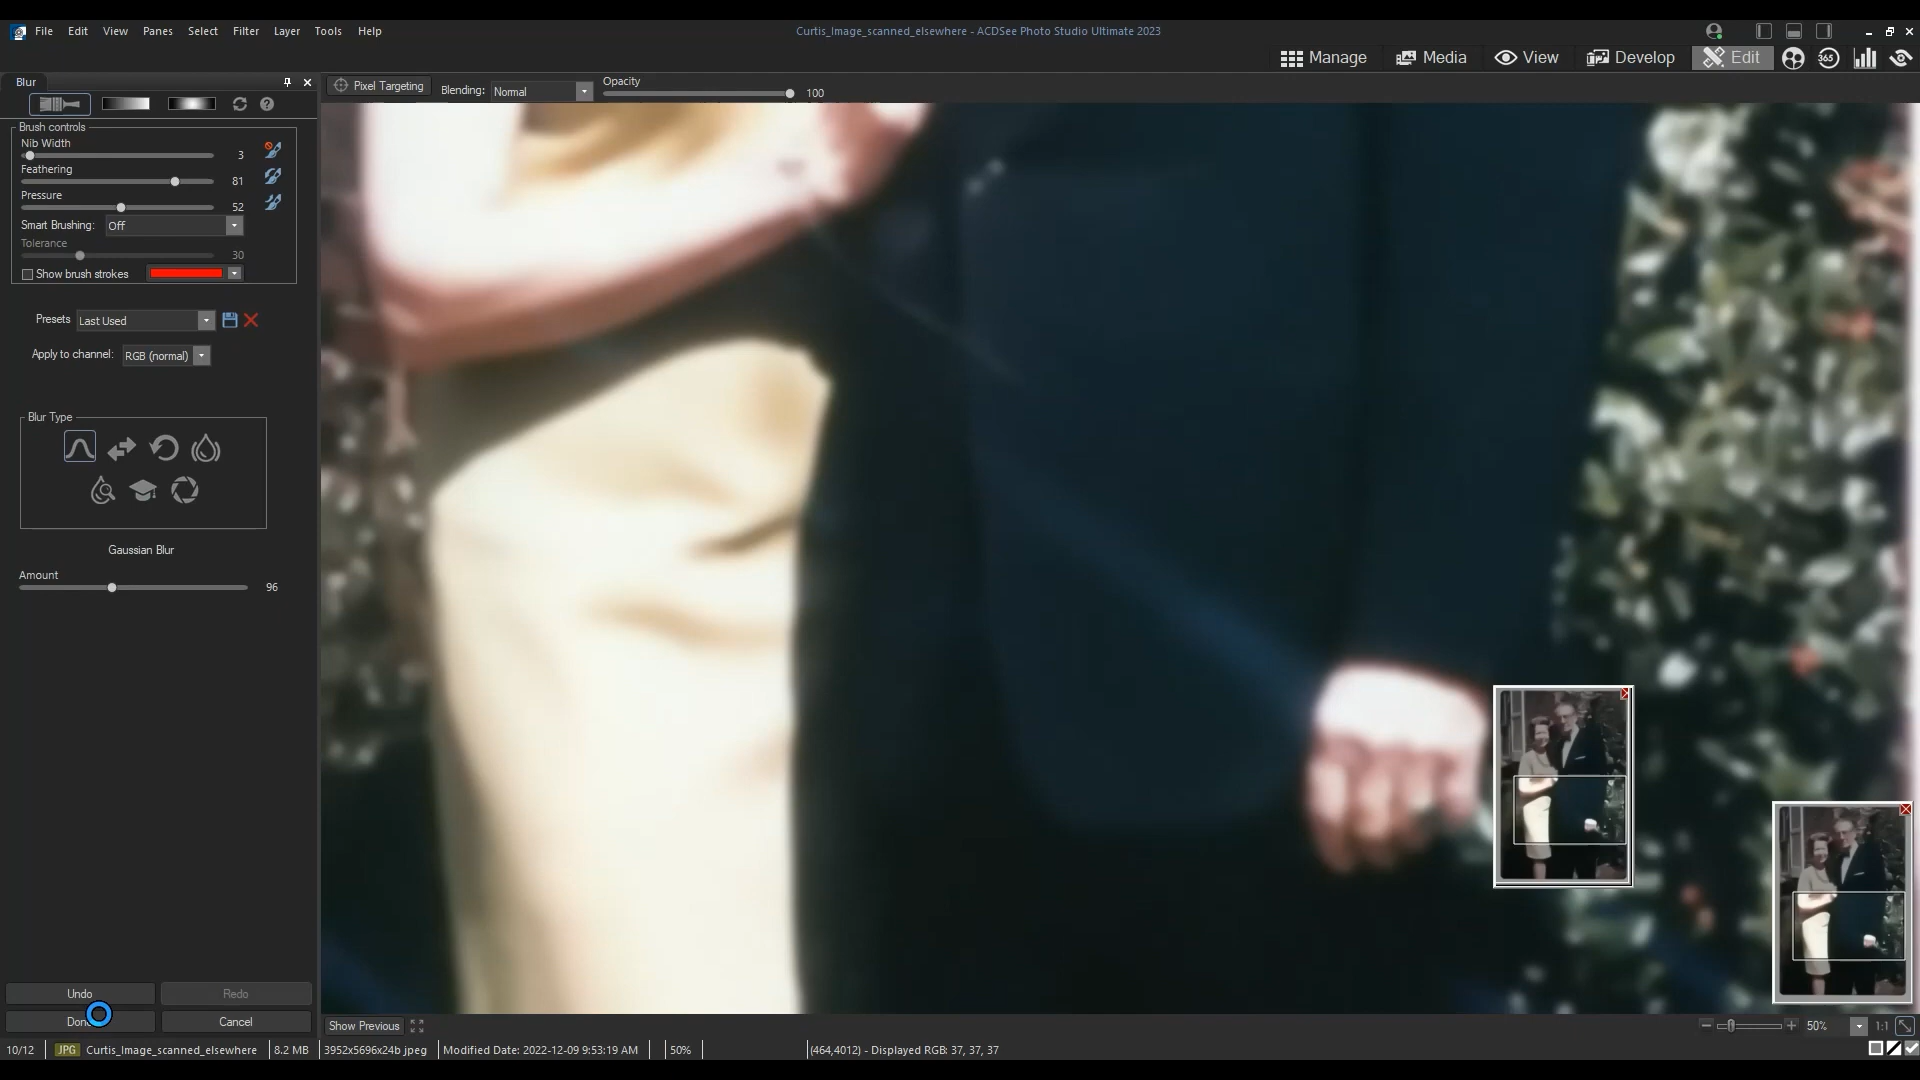 File Edit View Panes Select Filter Layer Tools Help
Curtis_Image_scanned_elsewhere - ACDSee Photo Studio Ultimate 2023
Manage Media View Develop Edit 365
Blur
Pixel Targeting Blending: Normal Opacity 100
Brush controls
Nib Width 3
Feathering 81
Pressure 52
Smart Brushing: Off
Tolerance 30
Show brush strokes
Presets Last Used
Apply to channel: RGB (normal)
Blur Type
Gaussian Blur
Amount 96
Undo Redo
Done Cancel
Show Previous 50% 1:1
10/12 JPG Curtis_Image_scanned_elsewhere 8.2 MB 3952x5696x24b jpeg Modified Date: 2022-12-09 9:53:19 AM 50% (464,4012) - Displayed RGB: 37, 37, 37